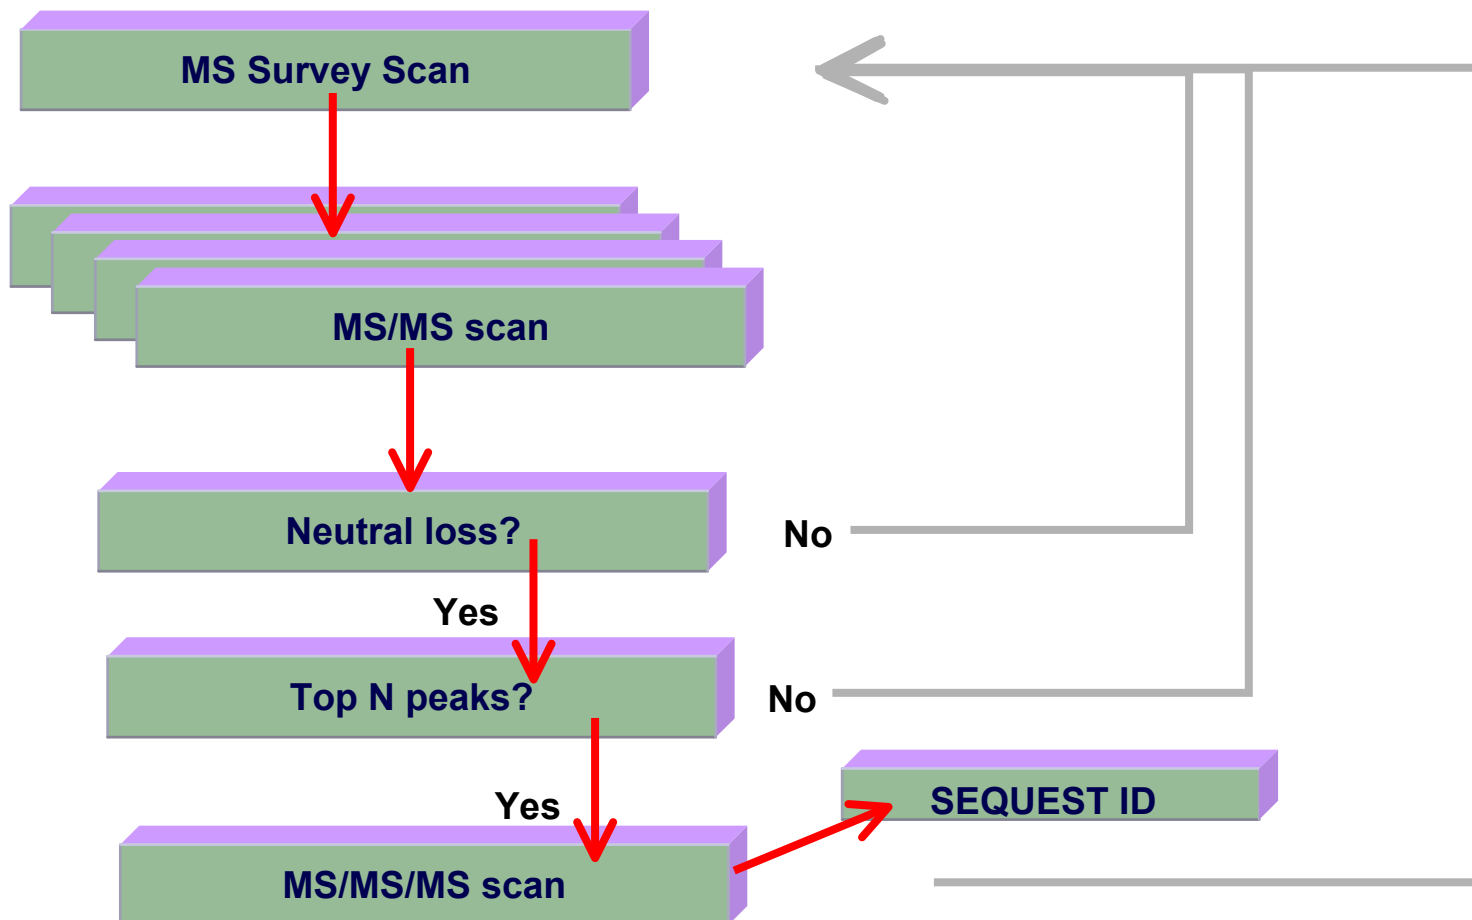 MS Survey Scan
MS/MS scan
Neutral loss?
No
Yes
Top N peaks?
No
Yes
SEQUEST ID
MS/MS/MS scan